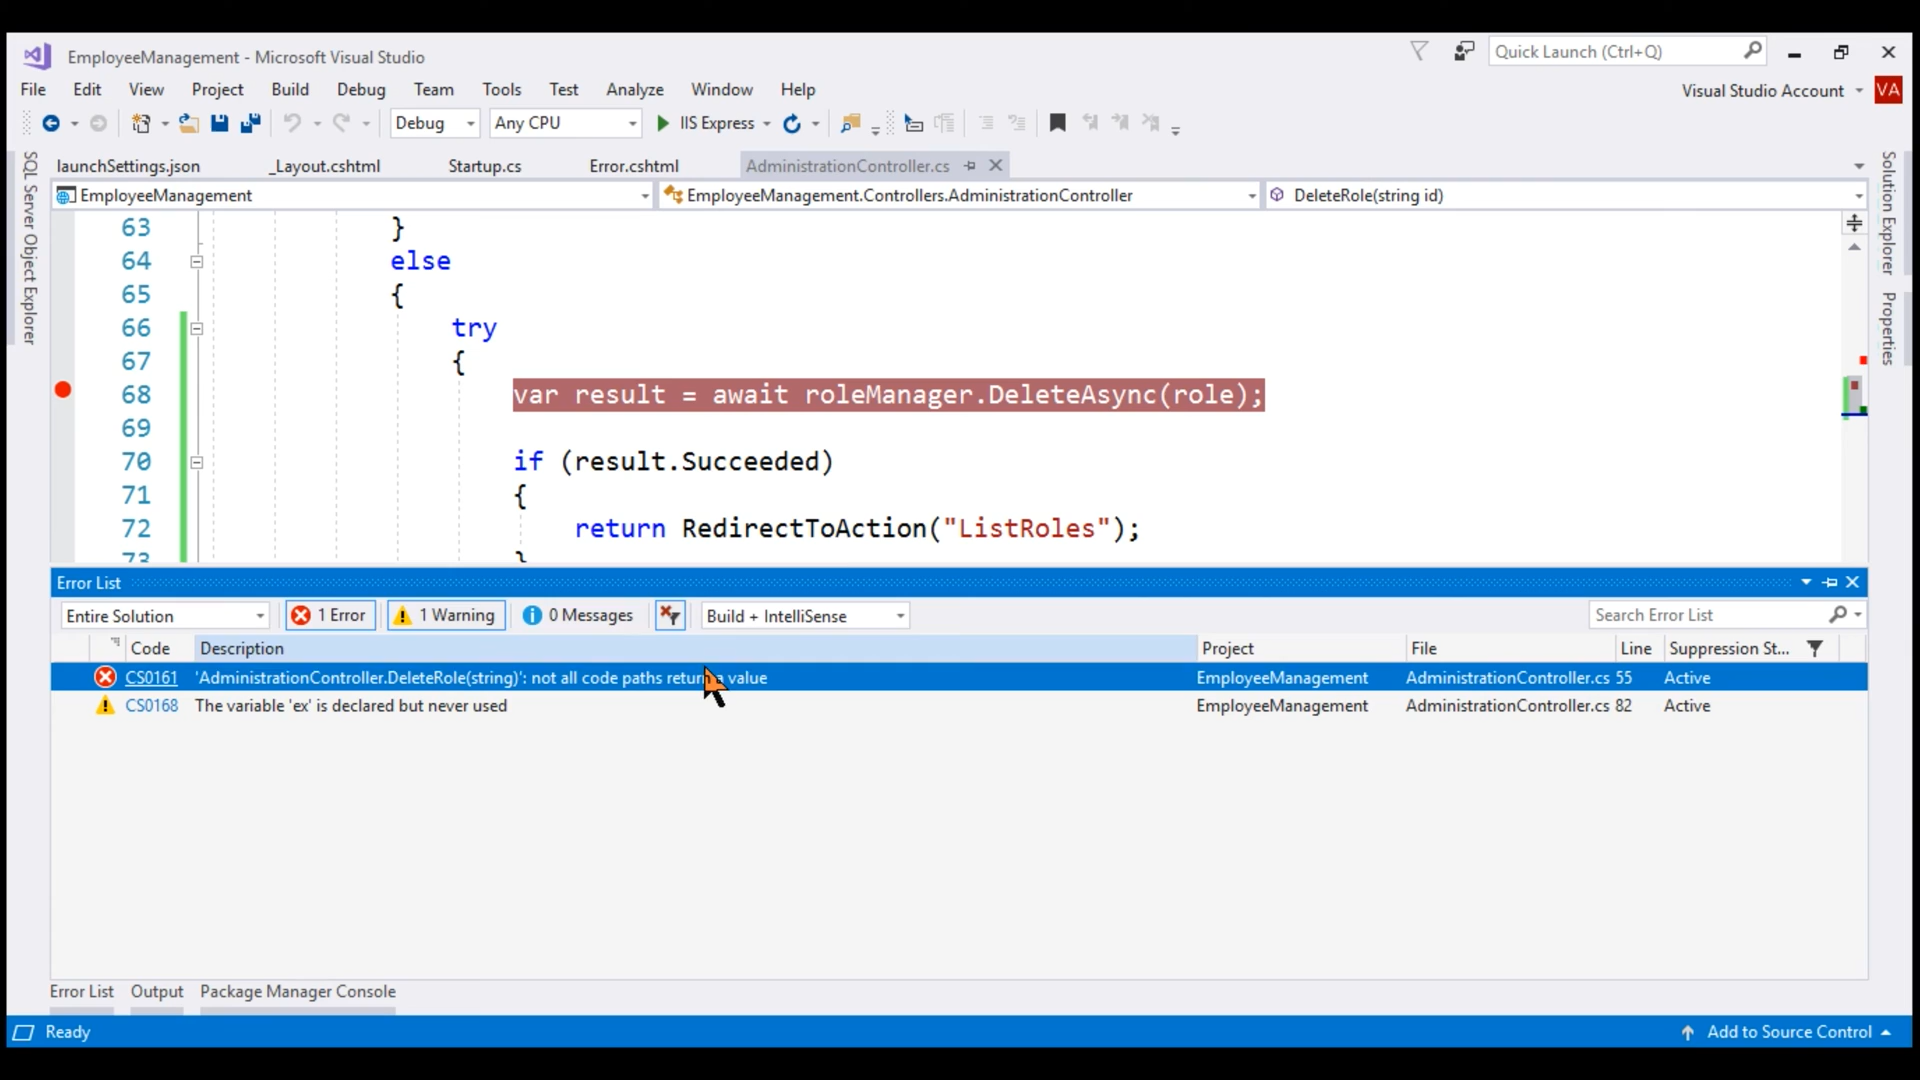 EmployeeManagement - Microsoft Visual Studio
Quick Launch (Ctrl+Q)
File Edit View Project Build Debug Team Tools Test Analyze Window Help
Visual Studio Account VA
Debug Any CPU IIS Express
SQL Server Object Explorer
launchSettings.json _Layout.cshtml Startup.cs Error.cshtml AdministrationController.cs
EmployeeManagement EmployeeManagement.Controllers.AdministrationController DeleteRole(string id)
Solution Explorer
Properties
63 }
64 else
65 {
66 try
67 {
68 var result = await roleManager.DeleteAsync(role);
69
70 if (result.Succeeded)
71 {
72 return RedirectToAction("ListRoles");
73 }
Error List
Entire Solution 1 Error 1 Warning 0 Messages Build + IntelliSense Search Error List
Code Description Project File Line Suppression St...
CS0161 'AdministrationController.DeleteRole(string)': not all code paths return a value EmployeeManagement AdministrationController.cs 55 Active
CS0168 The variable 'ex' is declared but never used EmployeeManagement AdministrationController.cs 82 Active
Error List Output Package Manager Console
Ready Add to Source Control